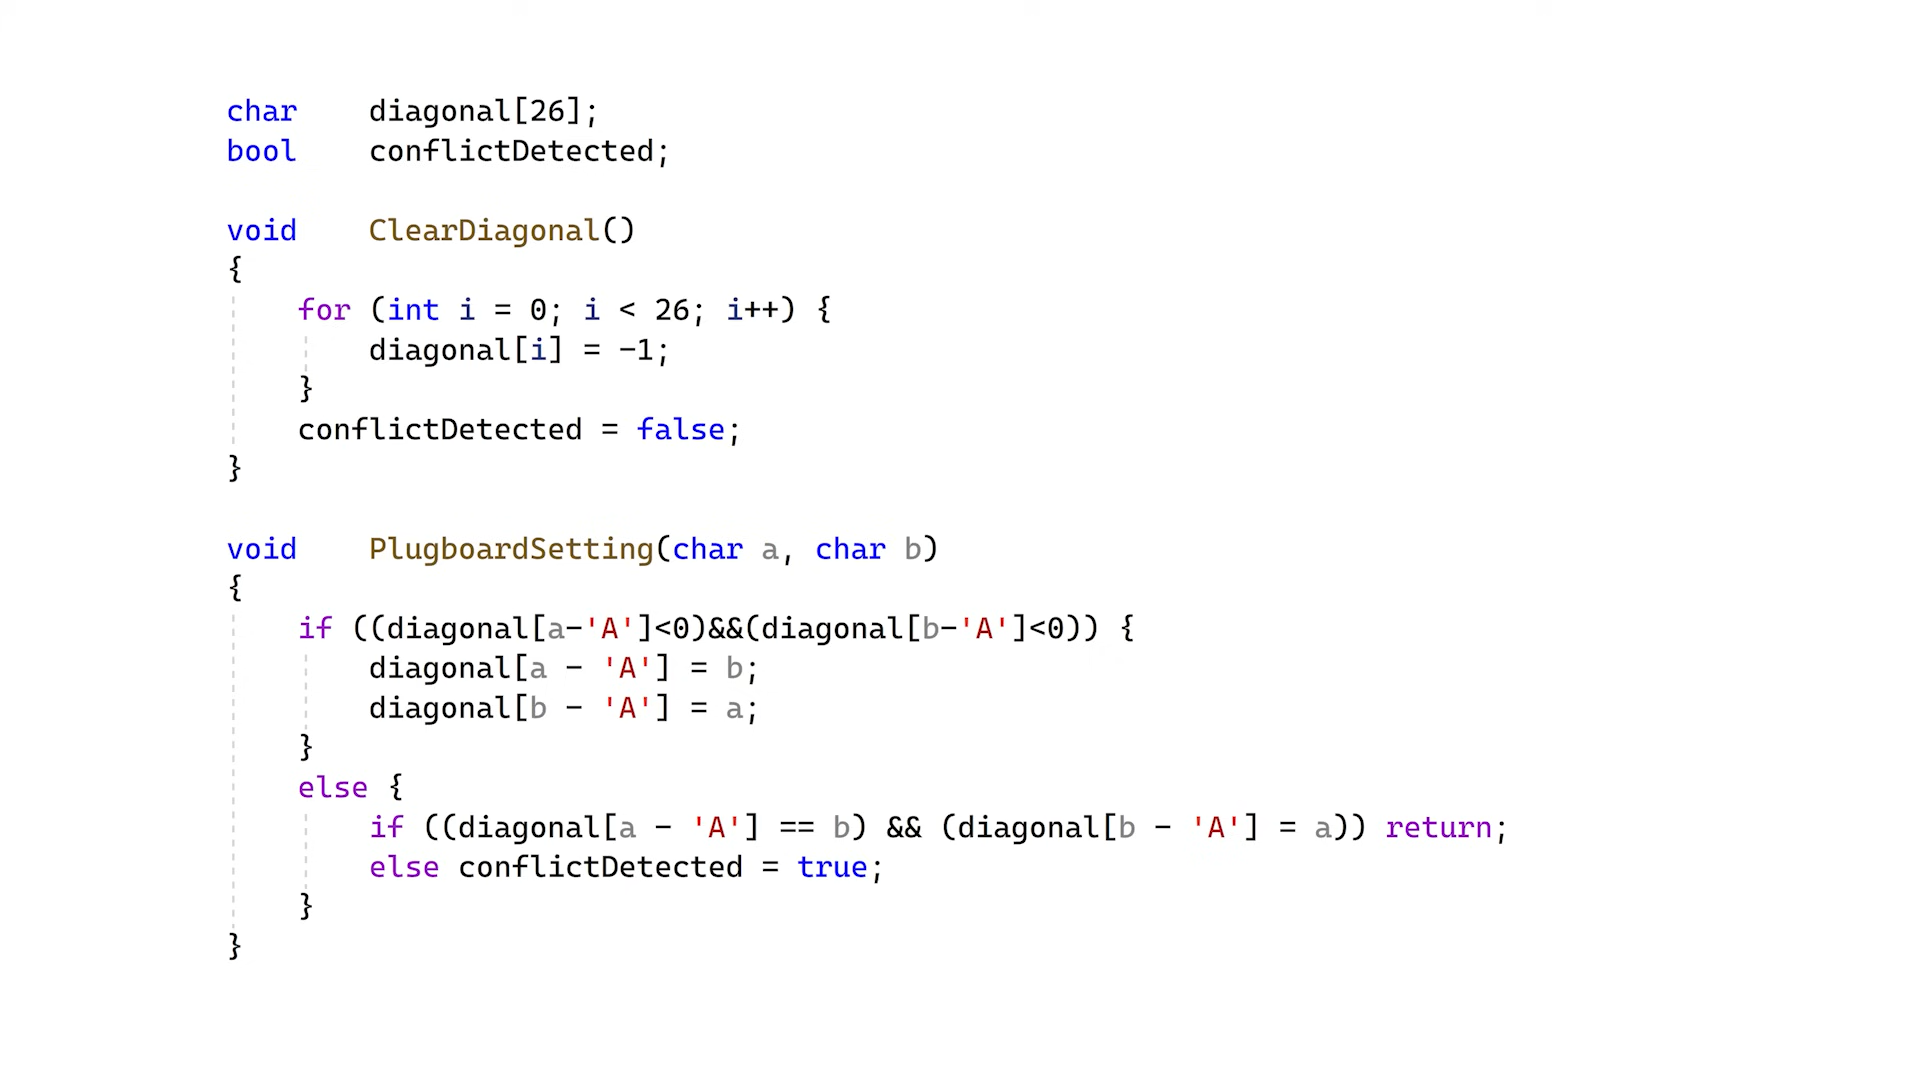 char    diagonal[26];
bool    conflictDetected;
void    ClearDiagonal()
{
    for (int i = 0; i < 26; i++) {
        diagonal[i] = -1;
    }
    conflictDetected = false;
}
void    PlugboardSetting(char a, char b)
{
    if ((diagonal[a-'A']<0)&&(diagonal[b-'A']<0)) {
        diagonal[a - 'A'] = b;
        diagonal[b - 'A'] = a;
    }
    else {
        if ((diagonal[a - 'A'] == b) && (diagonal[b - 'A'] = a)) return;
        else conflictDetected = true;
    }
}